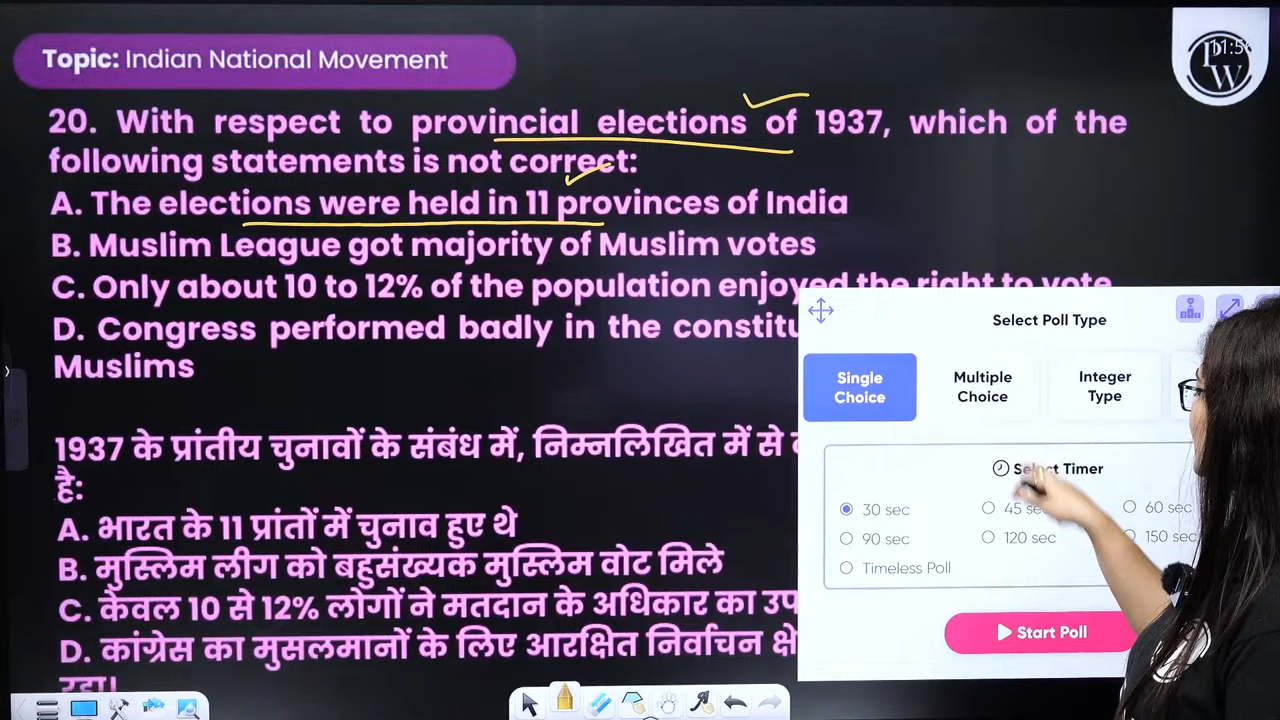 Topic: Indian National Movement
20. With respect to provincial elections of 1937, which of the
following statements is not correct:
A. The elections were held in 11 provinces of India
B. Muslim League got majority of Muslim votes
C. Only about 10 to 12% of the population enjoyed the right to vote
D. Congress performed badly in the
Muslims
1937 के प्रांतीय चुनावों के संबंध में, निम्नलिखित में से
है:
A. भारत के 11 प्रांतों में चुनाव हुए थे
B. मुस्लिम लीग को बहुसंख्यक मुस्लिम वोट मिले
C. केवल 10 से 12% लोगों ने मतदान के अधिकार का
D. कांग्रेस का मुसलमानों के लिए आरक्षित निर्वाचन
रहा।
PW
Select Poll Type
Single Choice
Multiple Choice
Integer Type
Select Timer
30 sec
45 sec
60 sec
90 sec
120 sec
150 sec
Timeless Poll
Start Poll